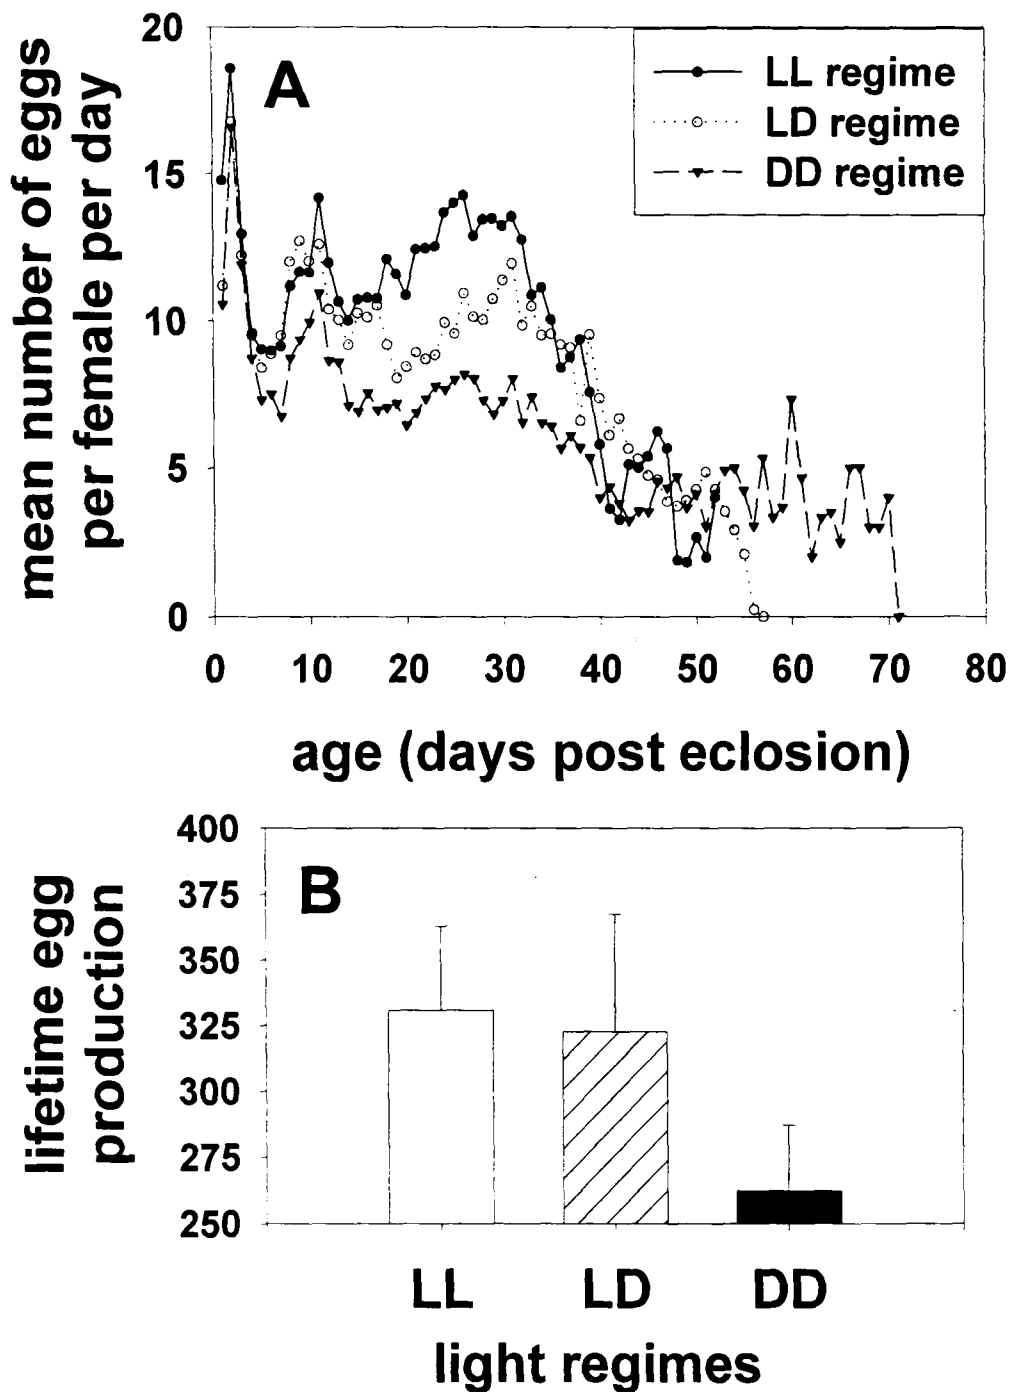 20
15
10
5
0
mean number of eggs
per female per day
A
LL regime
LD regime
DD regime
0 10 20 30 40 50 60 70 80
age (days post eclosion)
400
375
350
325
300
275
250
lifetime egg
production
B
LL LD DD
light regimes